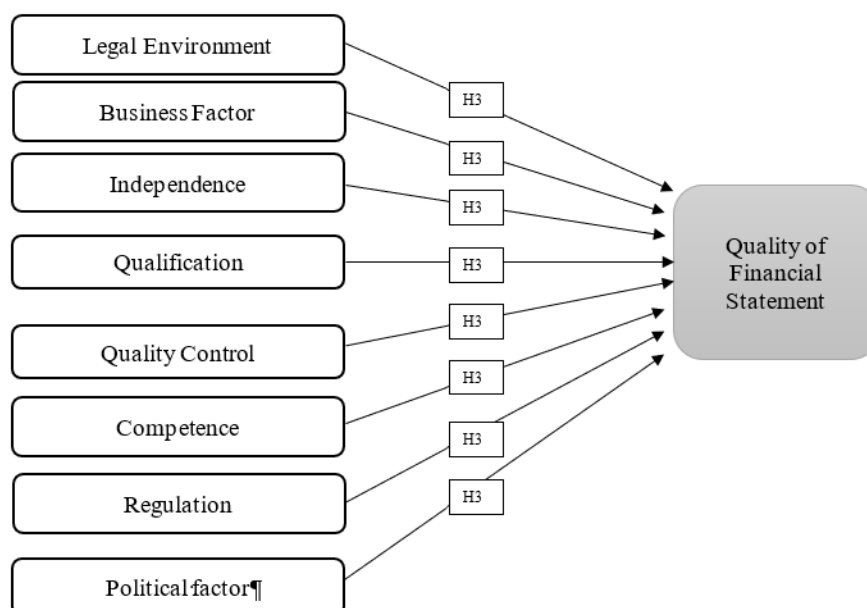 Legal Environment
H3
Business Factor
H3
Independence
H3
Qualification
H3
Quality of
Financial
Statement
H3
Quality Control
H3
Competence
H3
Regulation
H3
Political factor¶